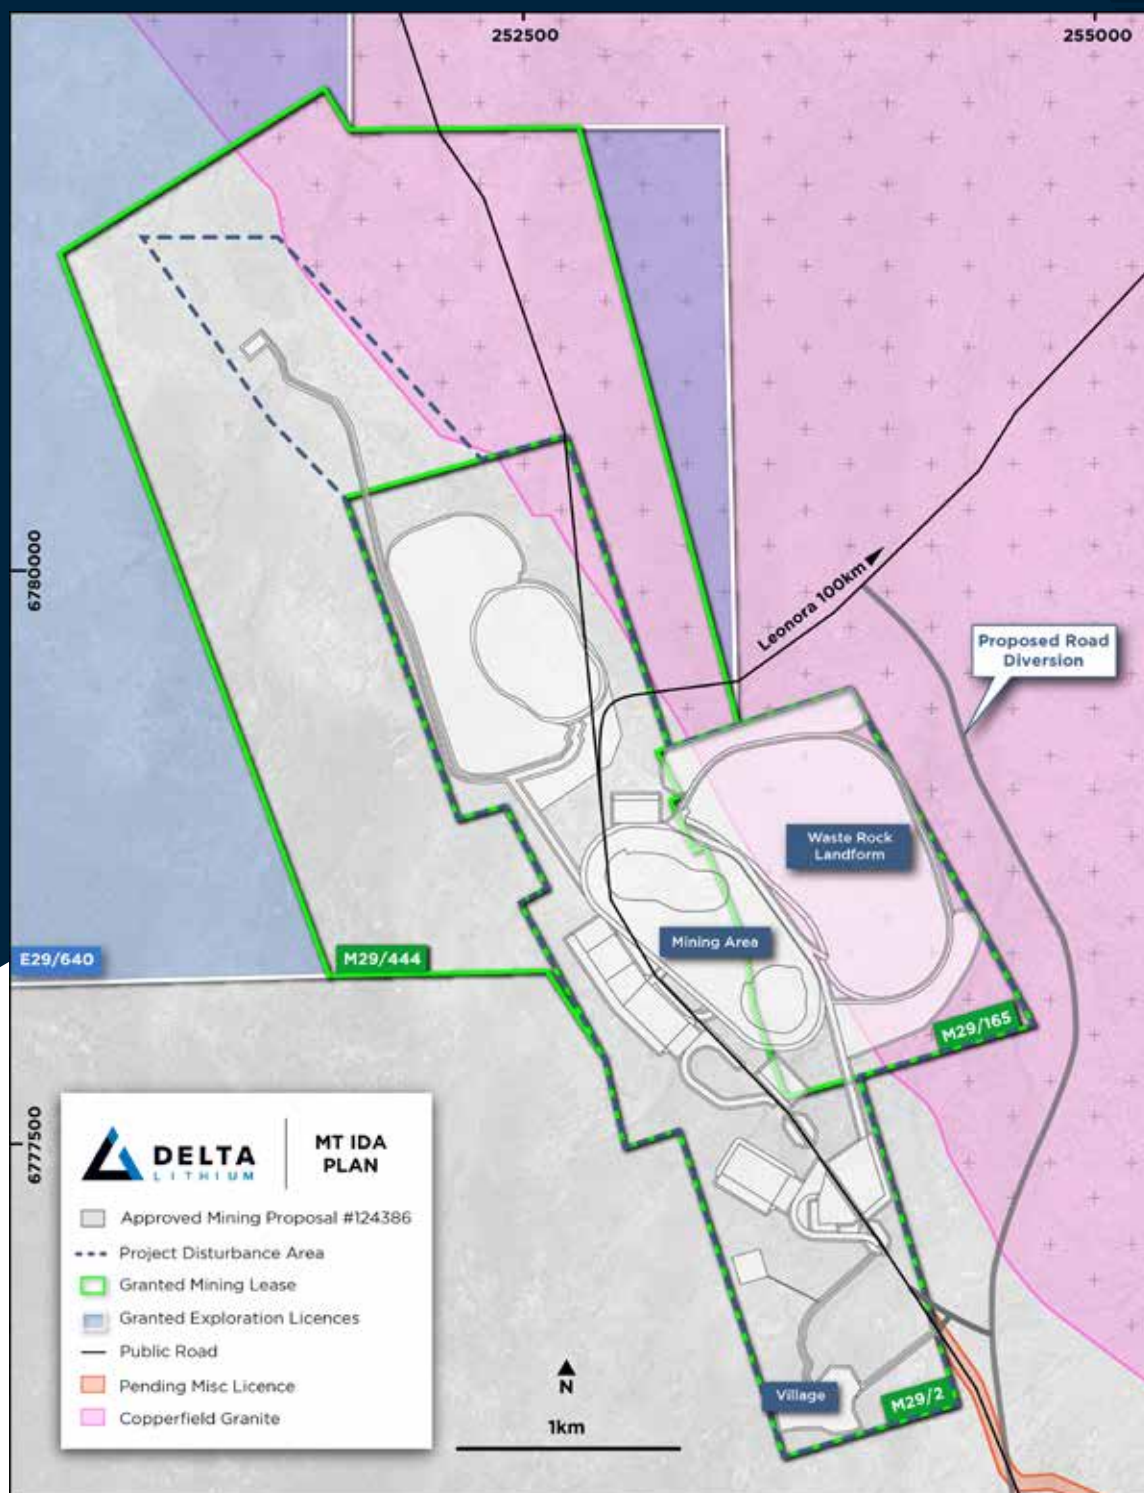 252500
255000
6780000
Leonora 100km
Proposed Road
Diversion
Waste Rock
Landform
Mining Area
E29/640
M29/444
M29/165
6777500
DELTA
LITHIUM
MT IDA
PLAN
Approved Mining Proposal #124386
Project Disturbance Area
Granted Mining Lease
Granted Exploration Licences
Public Road
Pending Misc Licence
Copperfield Granite
N
1km
Village
M29/2